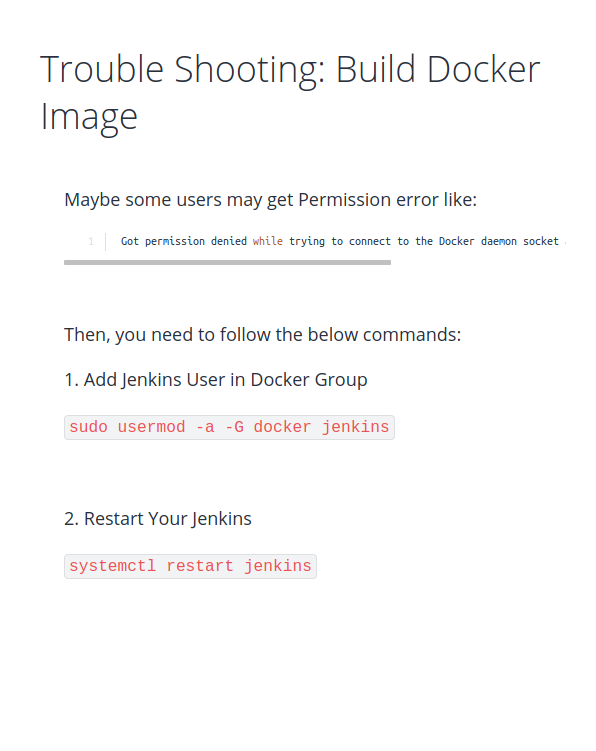 Trouble Shooting: Build Docker
Image
Maybe some users may get Permission error like:
1 Got permission denied while trying to connect to the Docker daemon socket
Then, you need to follow the below commands:
1. Add Jenkins User in Docker Group
sudo usermod -a -G docker jenkins
2. Restart Your Jenkins
systemctl restart jenkins